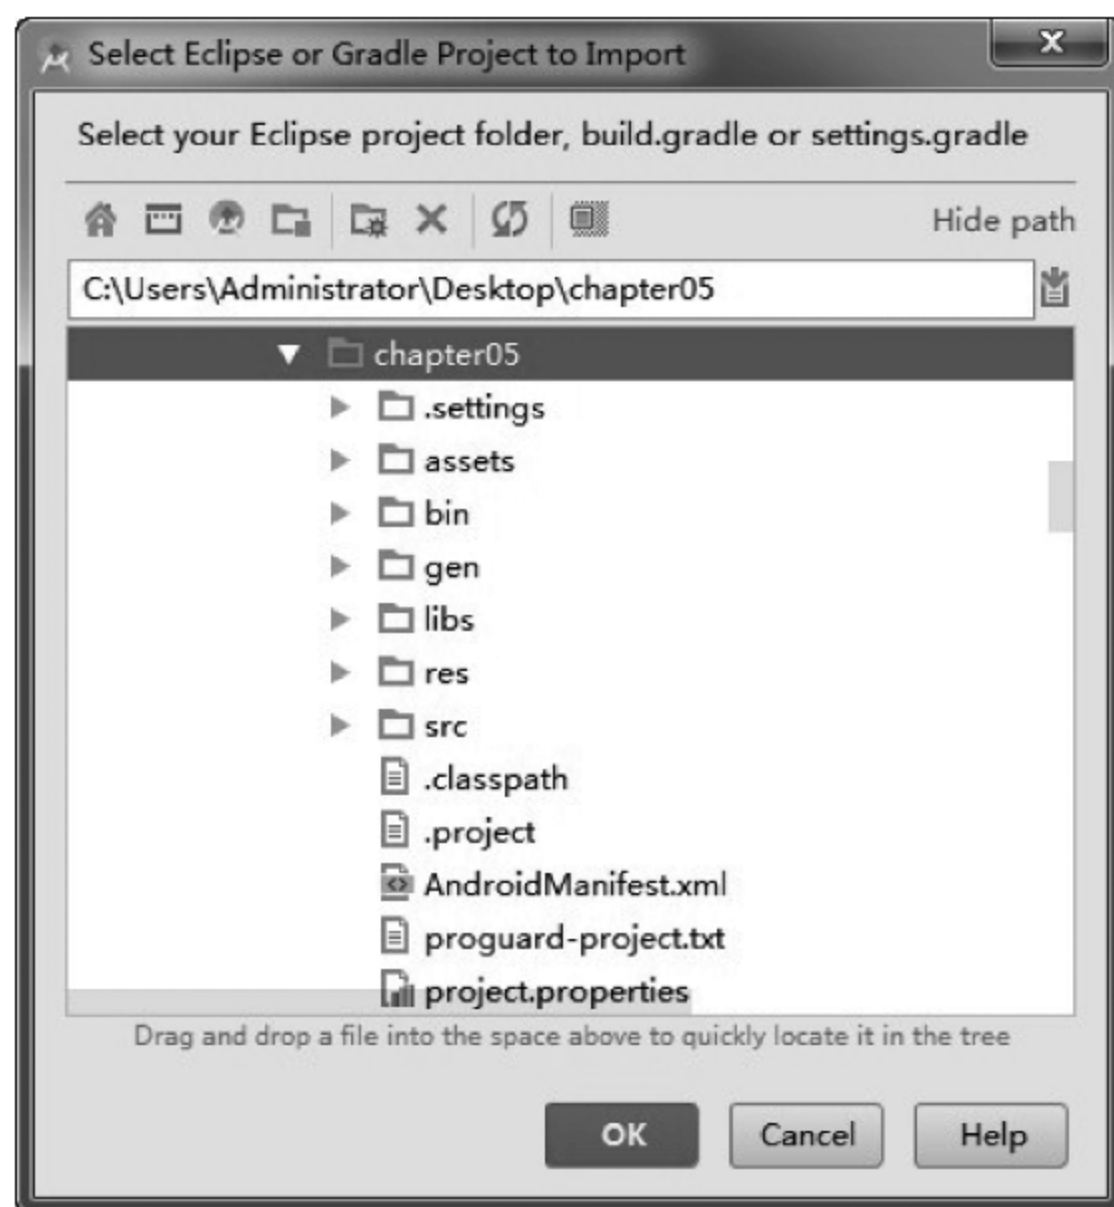 Select Eclipse or Gradle Project to Import
Select your Eclipse project folder, build.gradle or settings.gradle
Hide path
C:\Users\Administrator\Desktop\chapter05
chapter05
.settings
assets
bin
gen
libs
res
src
.classpath
.project
AndroidManifest.xml
proguard-project.txt
project.properties
Drag and drop a file into the space above to quickly locate it in the tree
OK
Cancel
Help